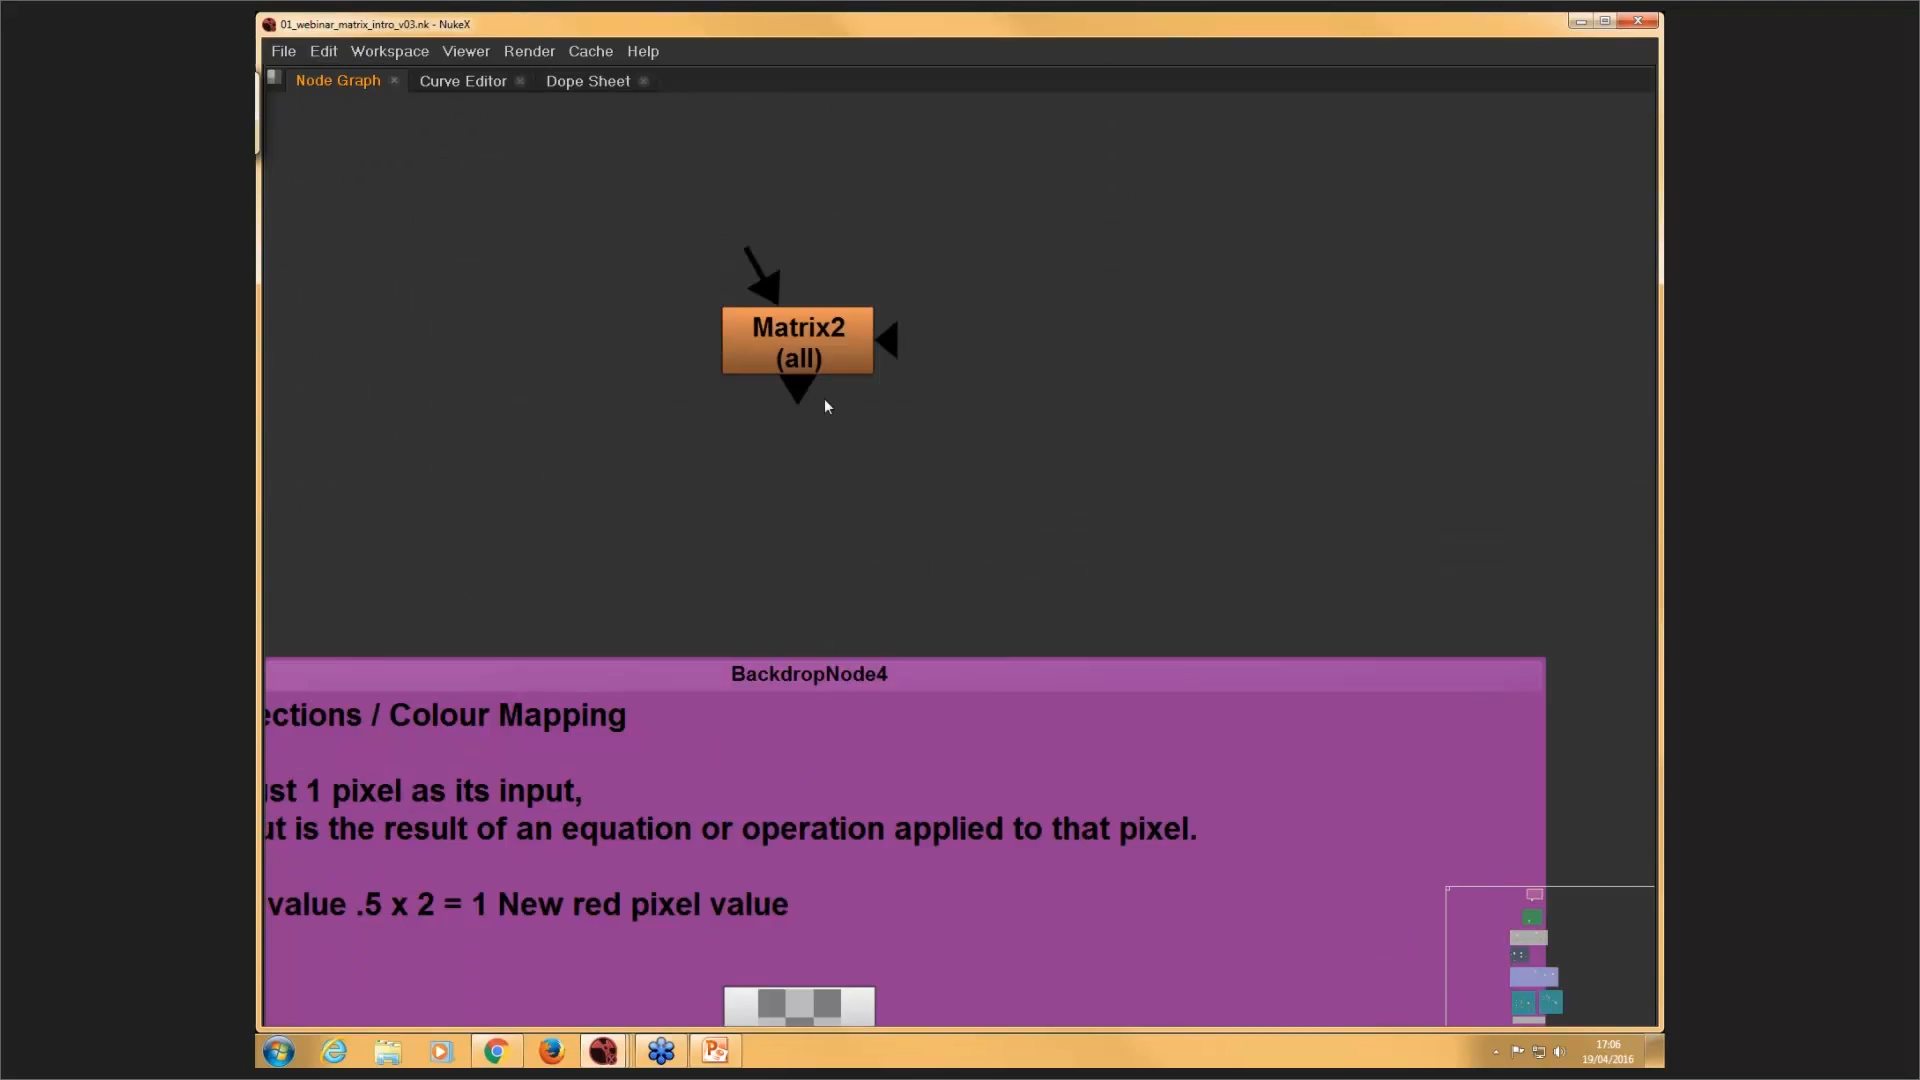 01_webinar_matrix_intro_v03.nk - NukeX
File Edit Workspace Viewer Render Cache Help
Node Graph Curve Editor Dope Sheet
Matrix2
(all)
BackdropNode4
ections / Colour Mapping
st 1 pixel as its input,
ut is the result of an equation or operation applied to that pixel.
value .5 x 2 = 1 New red pixel value
17:06
19/04/2016